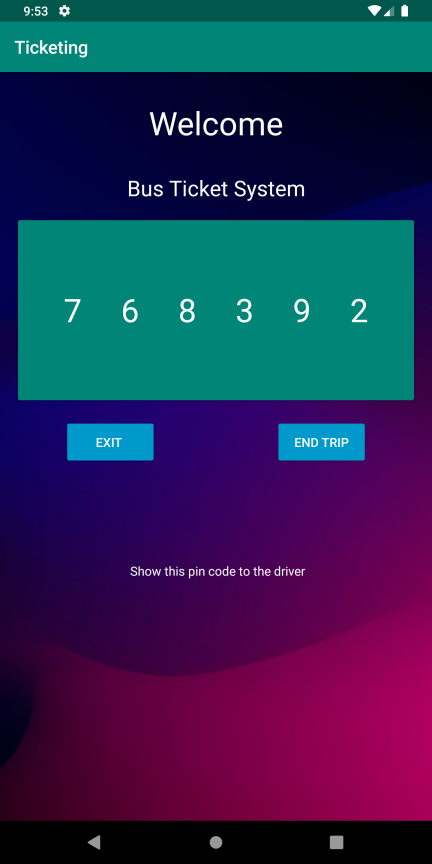 9:53
Ticketing
Welcome
Bus Ticket System
7 6 8 3 9 2
EXIT END TRIP
Show this pin code to the driver